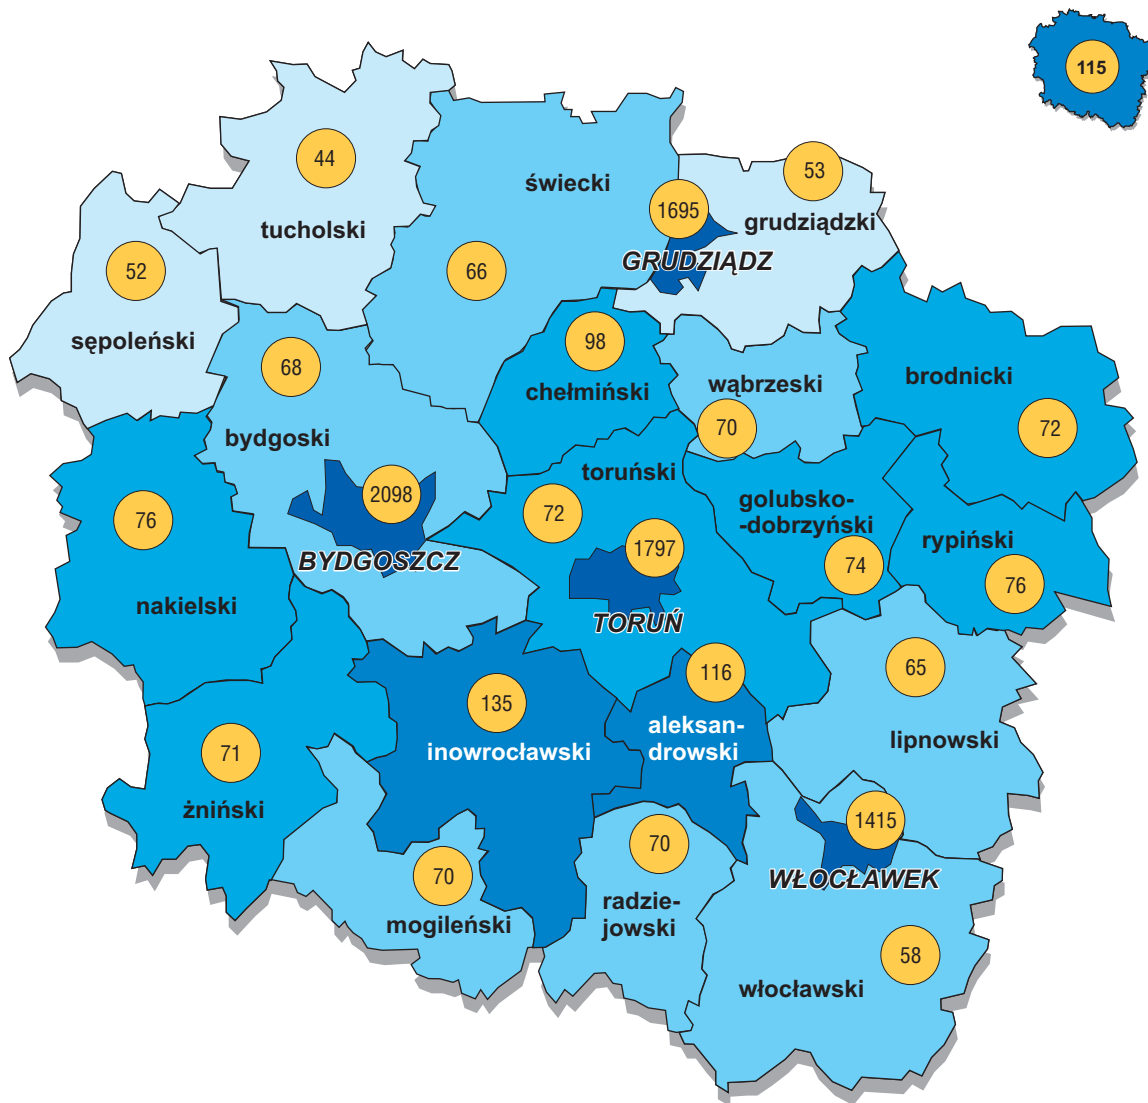 115
44
53
świecki
1695
grudziądzki
tucholski
GRUDZIĄDZ
52
66
sępoleński
98
68
wąbrzeski
brodnicki
chełmiński
70
72
bydgoski
toruński
2098
golubsko-
-dobrzyński
76
72
rypiński
1797
BYDGOSZCZ
74
76
nakielski
TORUŃ
65
116
135
aleksan-
drowski
lipnowski
71
inowrocławski
żniński
1415
70
WŁOCŁAWEK
70
radzie-
jowski
mogileński
58
włocławski